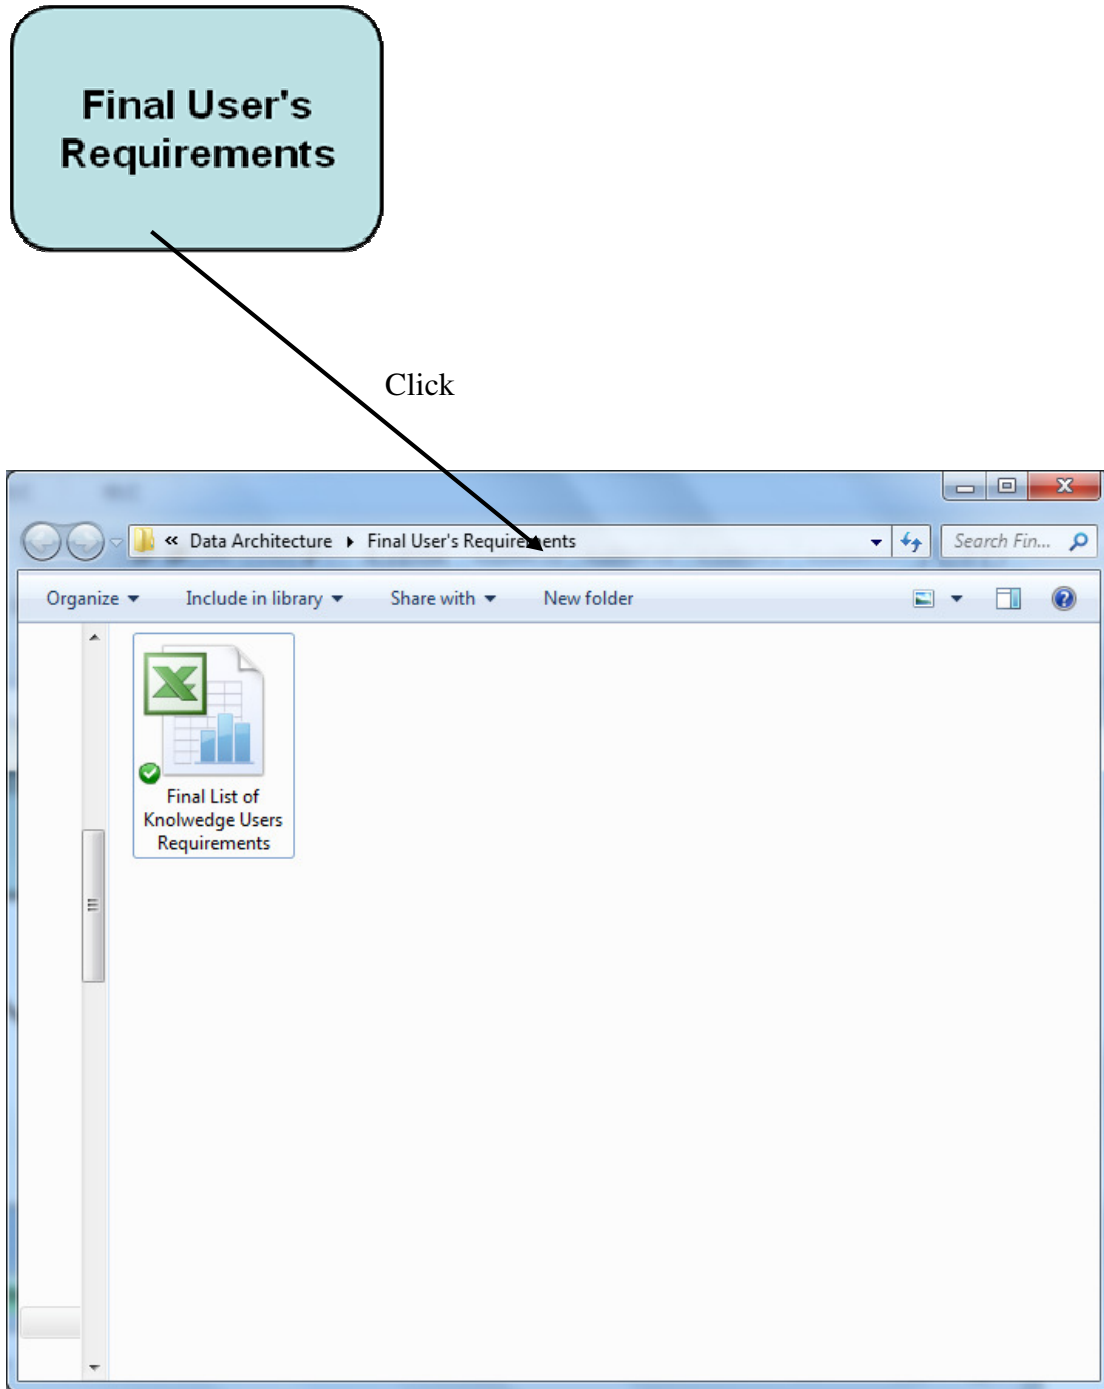 Final User's
Requirements
Click
« Data Architecture Final User's Requirements
Search Fin...
Organize Include in library Share with New folder
Final List of
Knolwedge Users
Requirements